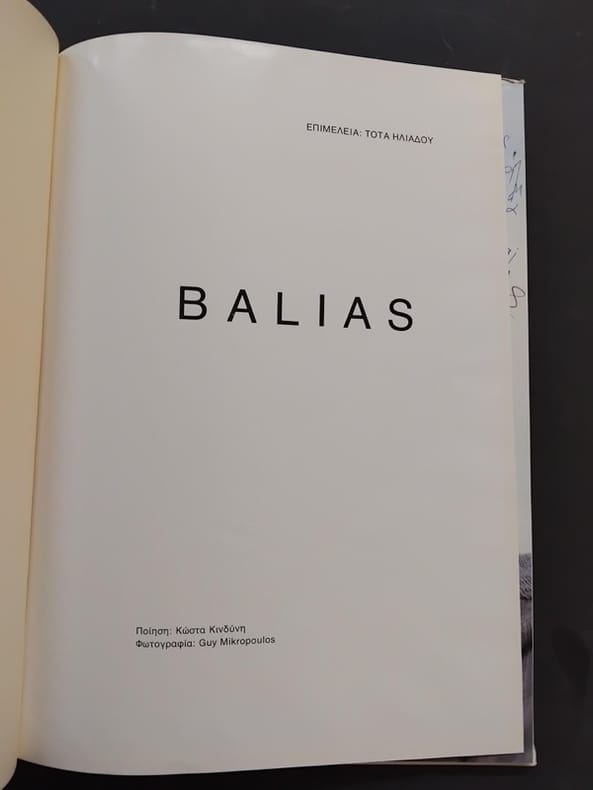 ΕΠΙΜΕΛΕΙΑ: ΤΟΤΑ ΗΛΙΑΔΟΥ
BALIAS
Ποίηση: Κώστα Κινδύνη
Φωτογραφία: Guy Mikropoulos